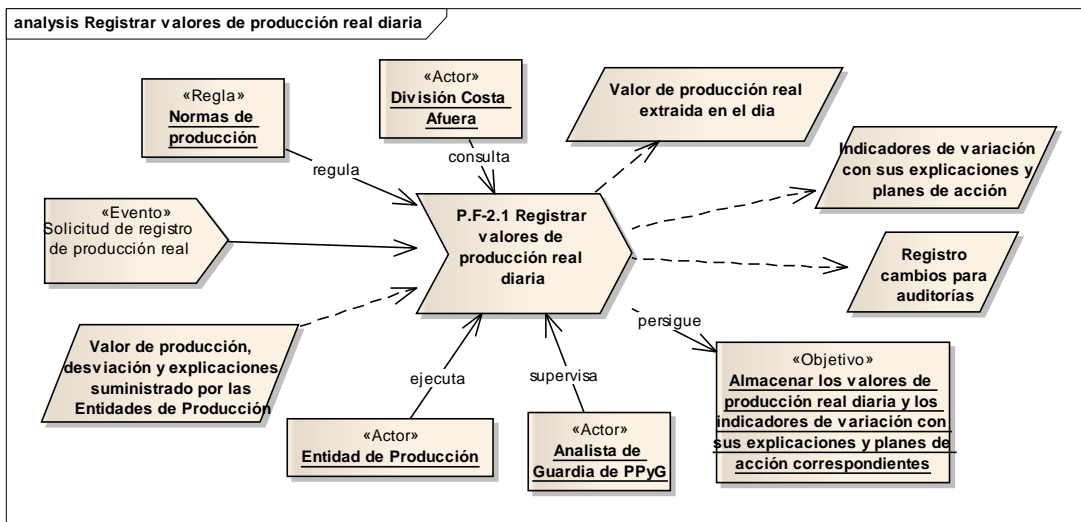 analysis Registrar valores de producción real diaria
«Regla»
Normas de
producción
«Actor»
División Costa
Afuera
Valor de producción real
extraida en el dia
Indicadores de variación
con sus explicaciones y
planes de acción
regula
consulta
«Evento»
Solicitud de registro
de producción real
P.F-2.1 Registrar
valores de
producción real
diaria
Registro
cambios para
auditorías
Valor de producción,
desviación y explicaciones
suministrado por las
Entidades de Producción
ejecuta
supervisa
persigue
«Actor»
Entidad de Producción
«Actor»
Analista de
Guardia de PPyG
«Objetivo»
Almacenar los valores de
producción real diaria y los
indicadores de variación con
sus explicaciones y planes de
acción correspondientes